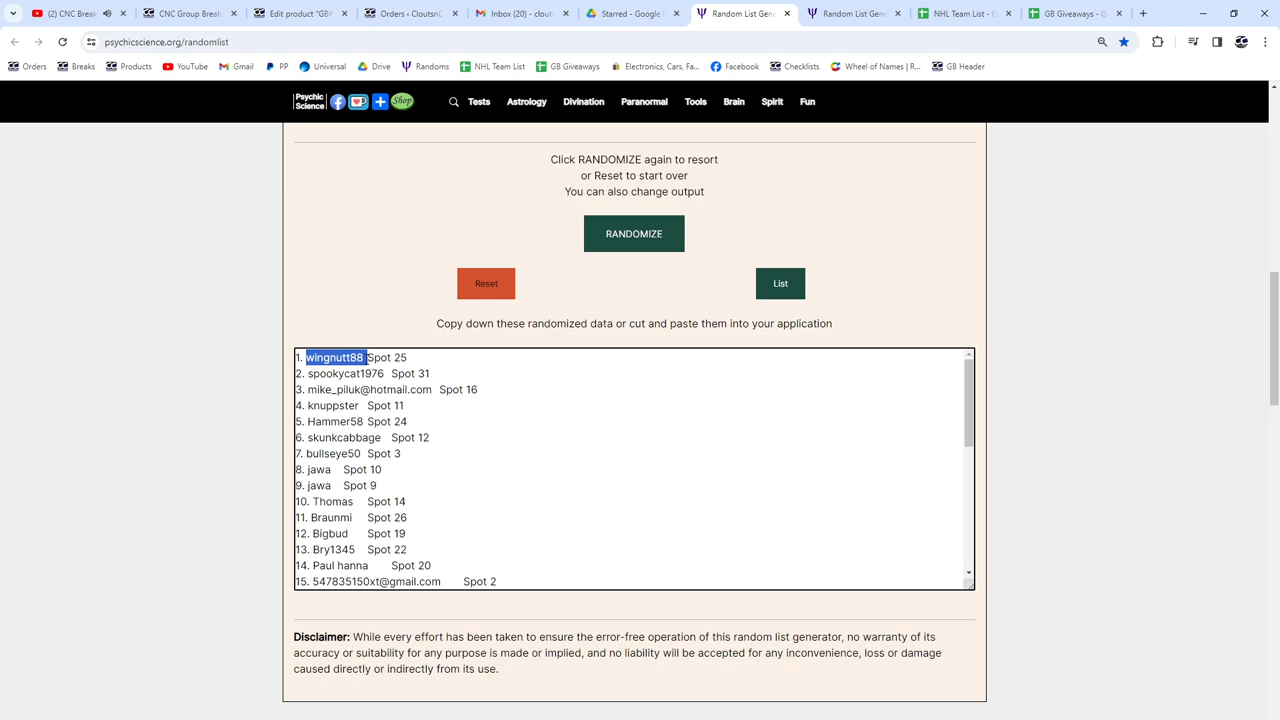 (2) CNC Break
CNC Group Break
Edit product "GB#
Orders ‹ CloutsnC
Inbox (20) - clouts
Starred - Google D
Random List Gene
Random List Gene
NHL Team List - G
GB Giveaways - G
psychicscience.org/randomlist
Orders
Breaks
Products
YouTube
Gmail
PP
Universal
Drive
Randoms
NHL Team List
GB Giveaways
Electronics, Cars, Fa...
Facebook
Checklists
Wheel of Names | R...
GB Header
Psychic
Science
Shop
Tests
Astrology
Divination
Paranormal
Tools
Brain
Spirit
Fun
Click RANDOMIZE again to resort
or Reset to start over
You can also change output
RANDOMIZE
Reset
List
Copy down these randomized data or cut and paste them into your application
1. wingnutt88 Spot 25
2. spookycat1976 Spot 31
3. mike_piluk@hotmail.com Spot 16
4. knuppster Spot 11
5. Hammer58 Spot 24
6. skunkcabbage Spot 12
7. bullseye50 Spot 3
8. jawa Spot 10
9. jawa Spot 9
10. Thomas Spot 14
11. Braunmi Spot 26
12. Bigbud Spot 19
13. Bry1345 Spot 22
14. Paul hanna Spot 20
15. 547835150xt@gmail.com Spot 2
Disclaimer: While every effort has been taken to ensure the error-free operation of this random list generator, no warranty of its
accuracy or suitability for any purpose is made or implied, and no liability will be accepted for any inconvenience, loss or damage
caused directly or indirectly from its use.